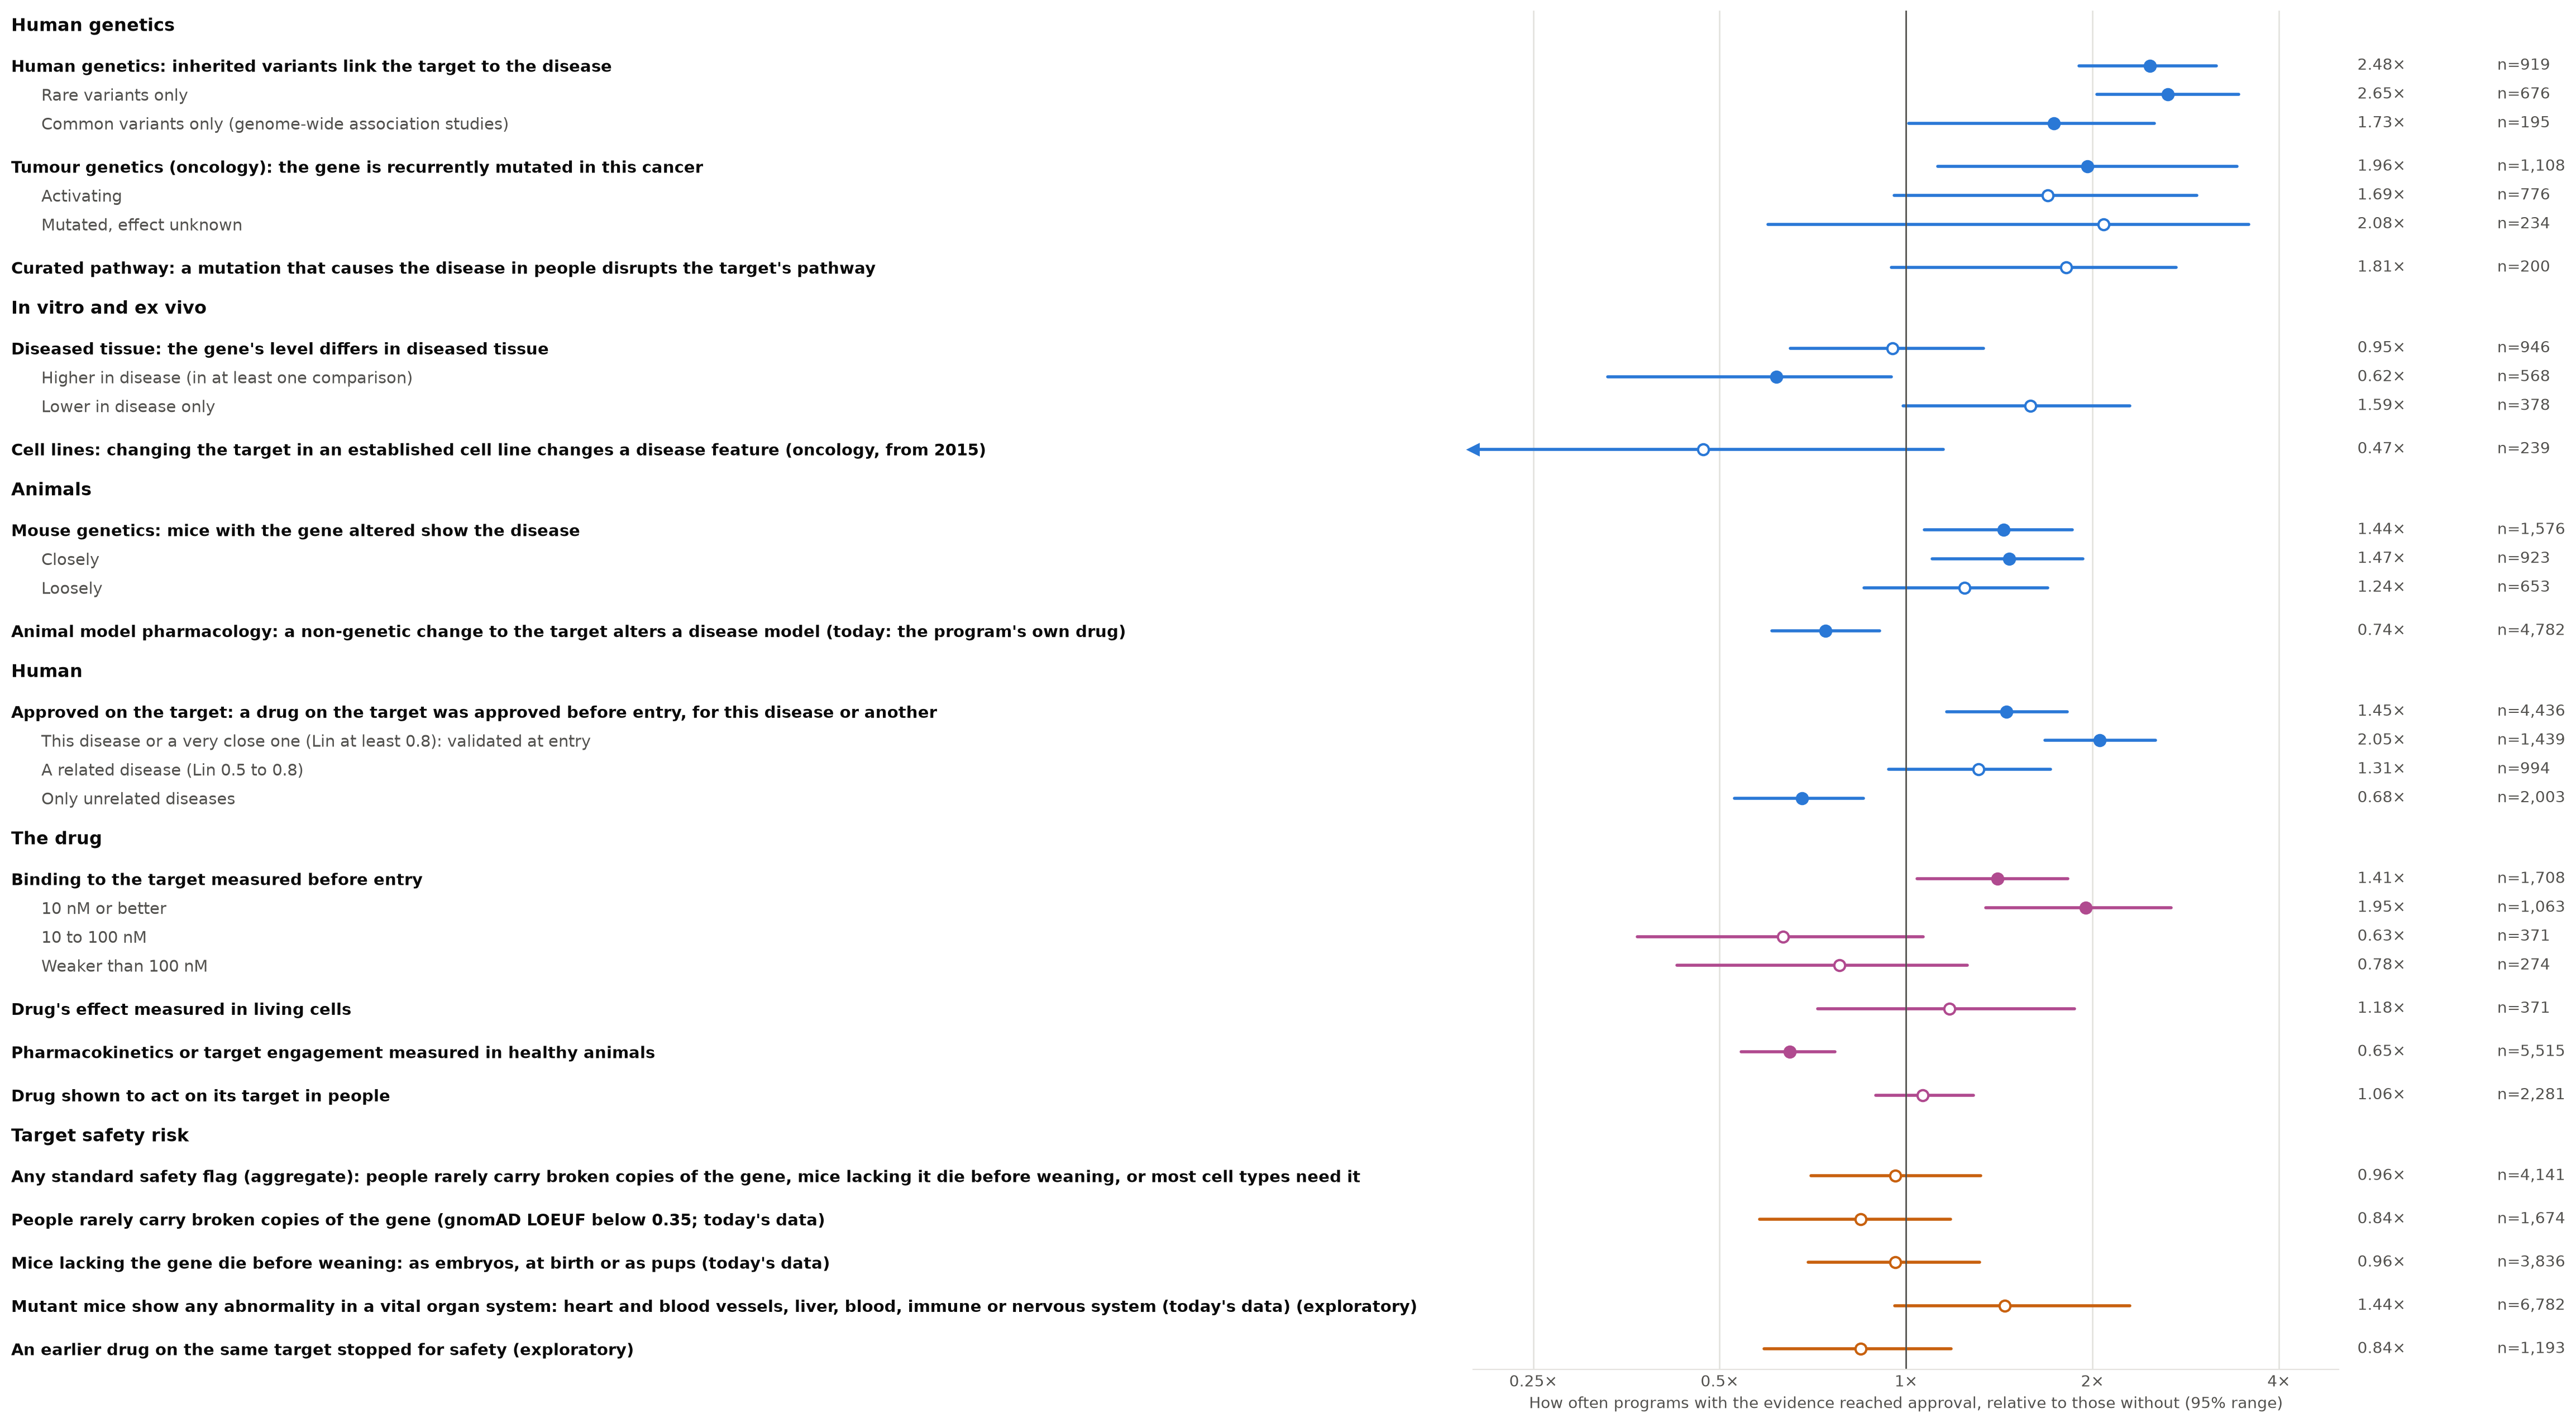 Human genetics
Human genetics: inherited variants link the target to the disease 2.48× n=919
Rare variants only 2.65× n=676
Common variants only (genome-wide association studies) 1.73× n=195
Tumour genetics (oncology): the gene is recurrently mutated in this cancer 1.96× n=1,108
Activating 1.69× n=776
Mutated, effect unknown 2.08× n=234
Curated pathway: a mutation that causes the disease in people disrupts the target's pathway 1.81× n=200
In vitro and ex vivo
Diseased tissue: the gene's level differs in diseased tissue 0.95× n=946
Higher in disease (in at least one comparison) 0.62× n=568
Lower in disease only 1.59× n=378
Cell lines: changing the target in an established cell line changes a disease feature (oncology, from 2015) 0.47× n=239
Animals
Mouse genetics: mice with the gene altered show the disease 1.44× n=1,576
Closely 1.47× n=923
Loosely 1.24× n=653
Animal model pharmacology: a non-genetic change to the target alters a disease model (today: the program's own drug) 0.74× n=4,782
Human
Approved on the target: a drug on the target was approved before entry, for this disease or another 1.45× n=4,436
This disease or a very close one (Lin at least 0.8): validated at entry 2.05× n=1,439
A related disease (Lin 0.5 to 0.8) 1.31× n=994
Only unrelated diseases 0.68× n=2,003
The drug
Binding to the target measured before entry 1.41× n=1,708
10 nM or better 1.95× n=1,063
10 to 100 nM 0.63× n=371
Weaker than 100 nM 0.78× n=274
Drug's effect measured in living cells 1.18× n=371
Pharmacokinetics or target engagement measured in healthy animals 0.65× n=5,515
Drug shown to act on its target in people 1.06× n=2,281
Target safety risk
Any standard safety flag (aggregate): people rarely carry broken copies of the gene, mice lacking it die before weaning, or most cell types need it 0.96× n=4,141
People rarely carry broken copies of the gene (gnomAD LOEUF below 0.35; today's data) 0.84× n=1,674
Mice lacking the gene die before weaning: as embryos, at birth or as pups (today's data) 0.96× n=3,836
Mutant mice show any abnormality in a vital organ system: heart and blood vessels, liver, blood, immune or nervous system (today's data) (exploratory) 1.44× n=6,782
An earlier drug on the same target stopped for safety (exploratory) 0.84× n=1,193
0.25× 0.5× 1× 2× 4×
How often programs with the evidence reached approval, relative to those without (95% range)